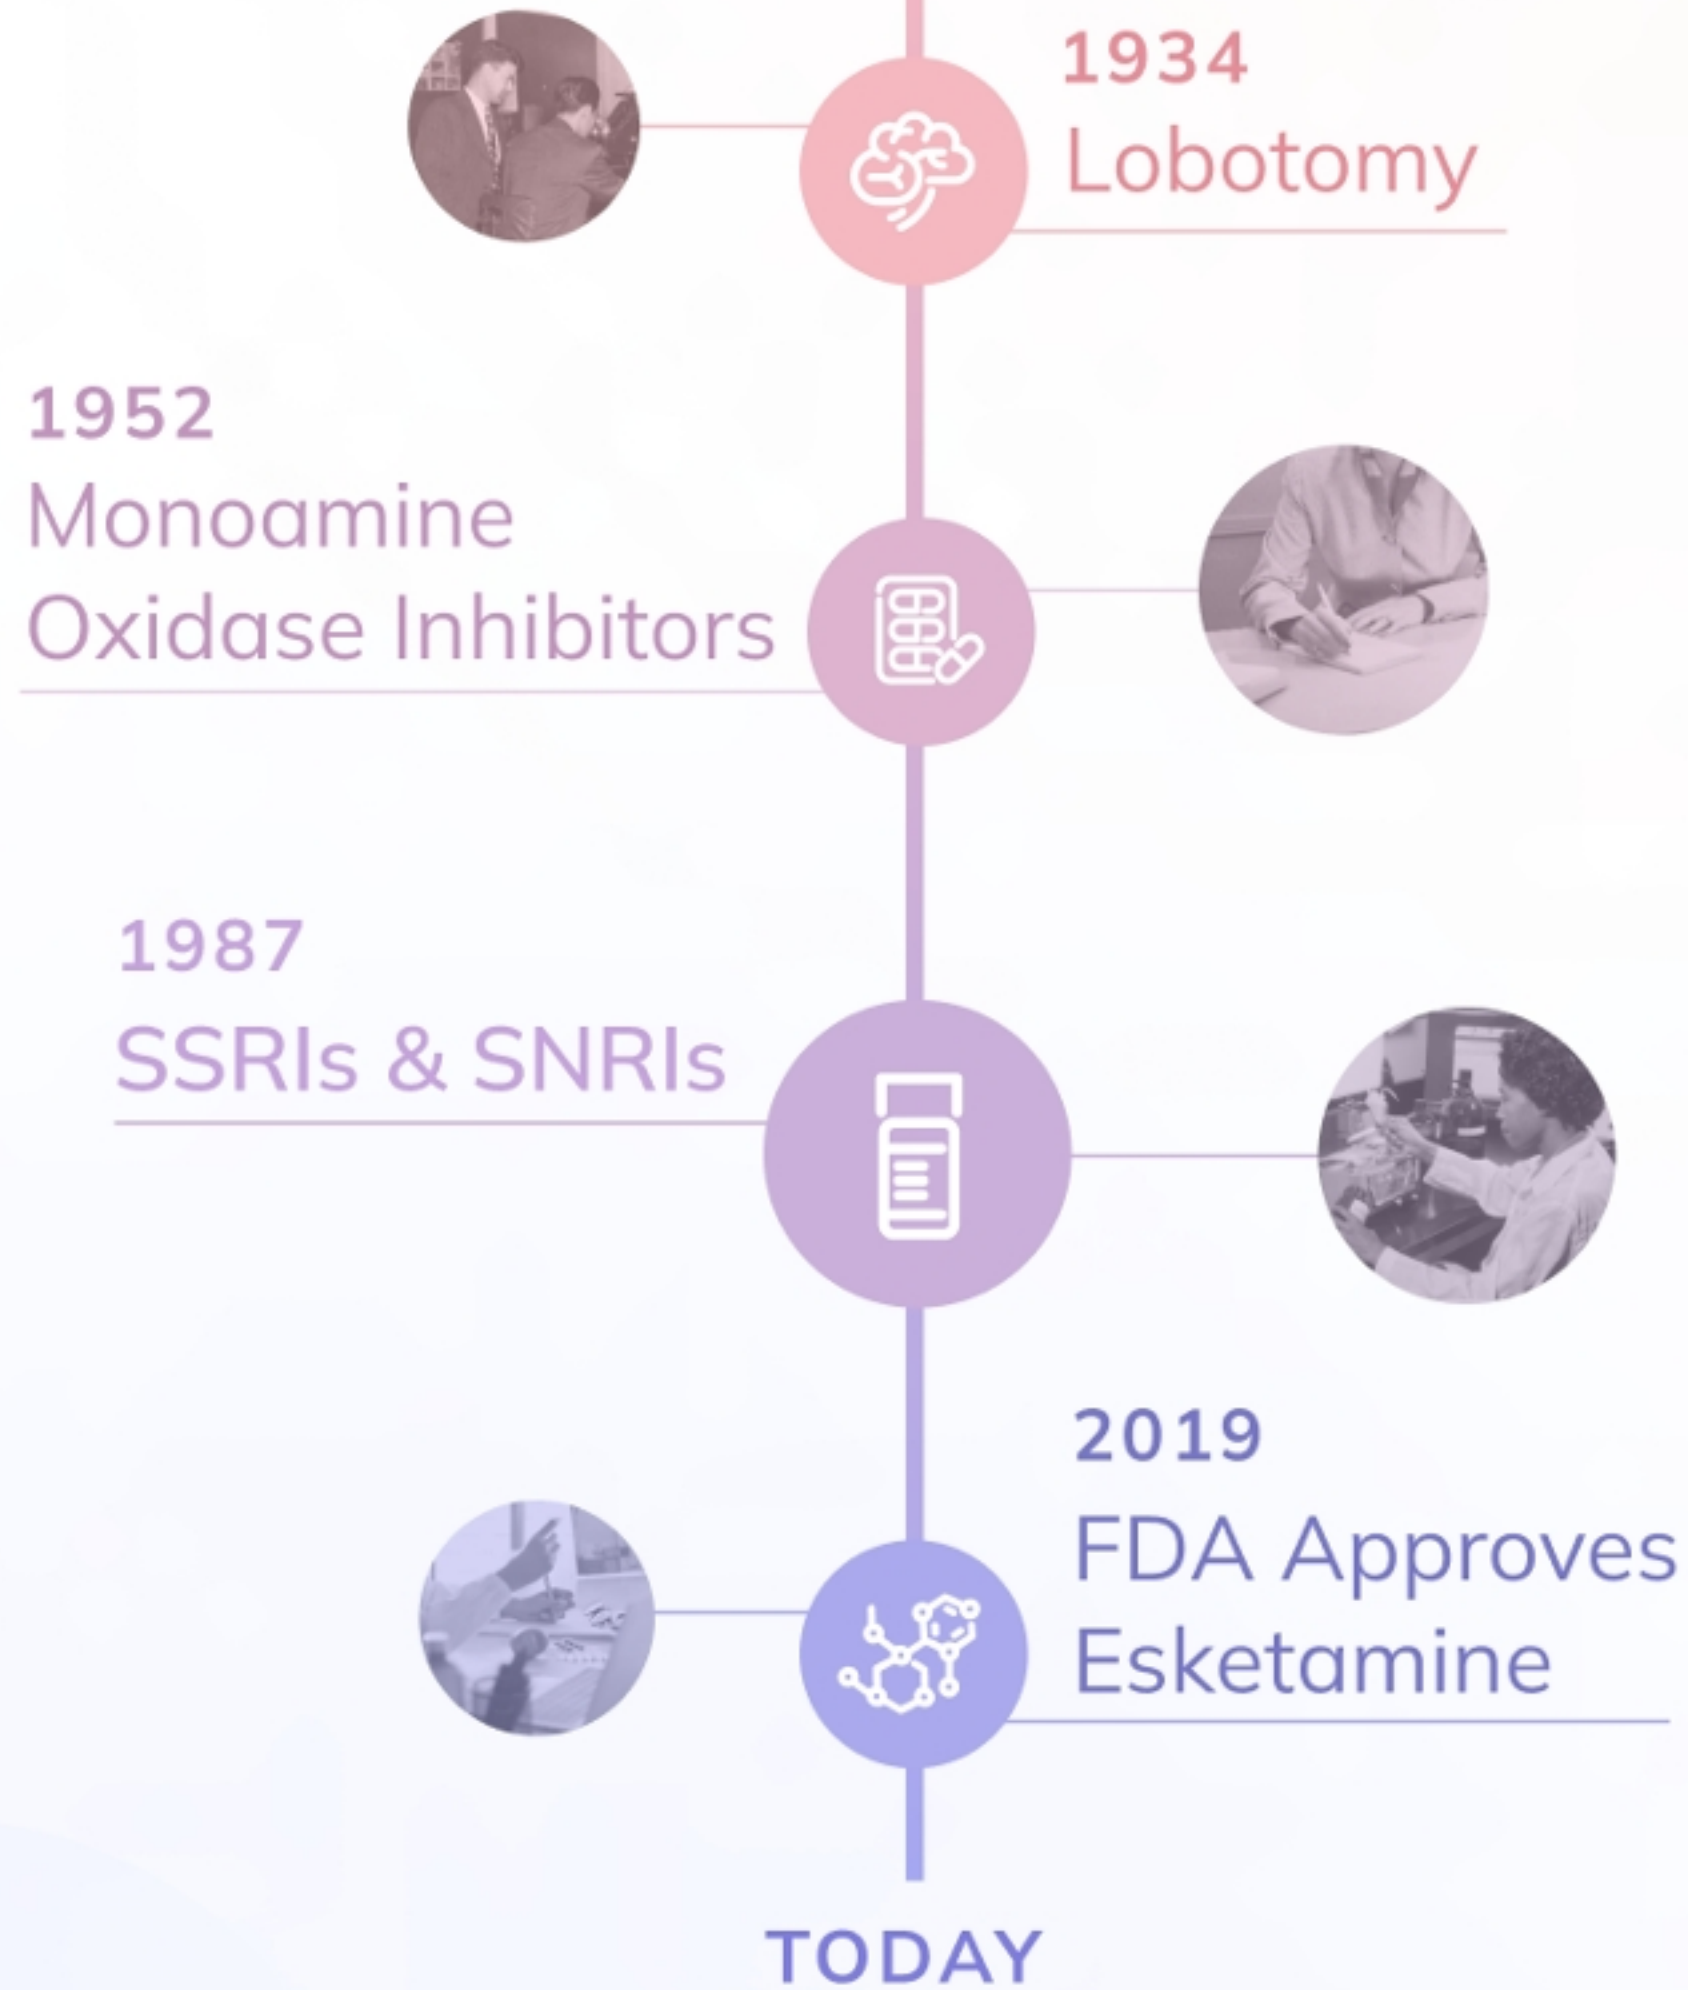 1934
Lobotomy
1952
Monoamine
Oxidase Inhibitors
1987
SSRIs & SNRIs
2019
FDA Approves
Esketamine
TODAY